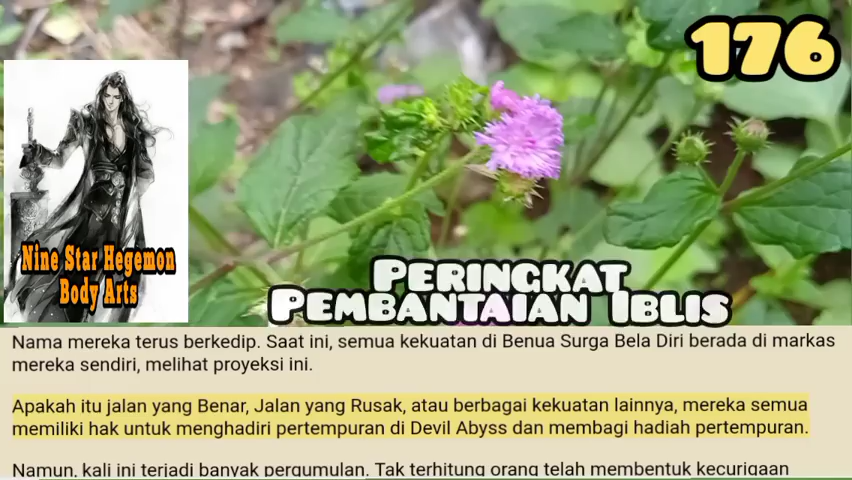 176
Nine Star Hegemon
Body Arts
PERINGKAT
PEMBANTAIAN IBLIS
Nama mereka terus berkedip. Saat ini, semua kekuatan di Benua Surga Bela Diri berada di markas
mereka sendiri, melihat proyeksi ini.
Apakah itu jalan yang Benar, Jalan yang Rusak, atau berbagai kekuatan lainnya, mereka semua
memiliki hak untuk menghadiri pertempuran di Devil Abyss dan membagi hadiah pertempuran.
Namun, kali ini terjadi banyak pergumulan. Tak terhitung orang telah membentuk kecurigaan